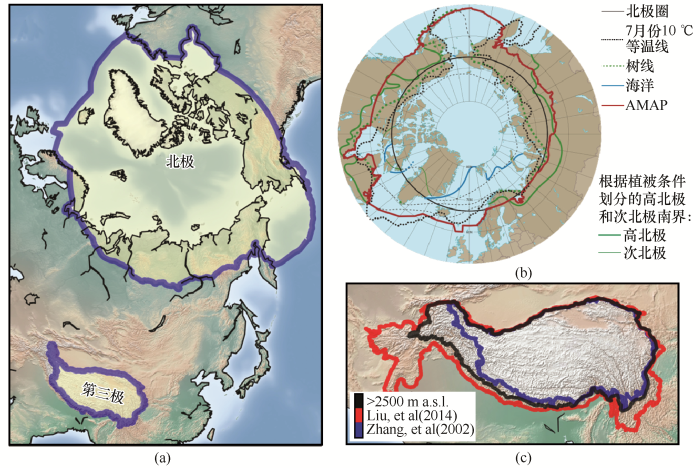 (a)
北极
第三极
(a)
北极圈
7月份10 ℃
等温线
树线
海洋
AMAP
根据植被条件
划分的高北极
和次北极南界:
高北极
次北极
(b)
>2500 m a.s.l.
Liu, et al(2014)
Zhang, et al(2002)
(c)